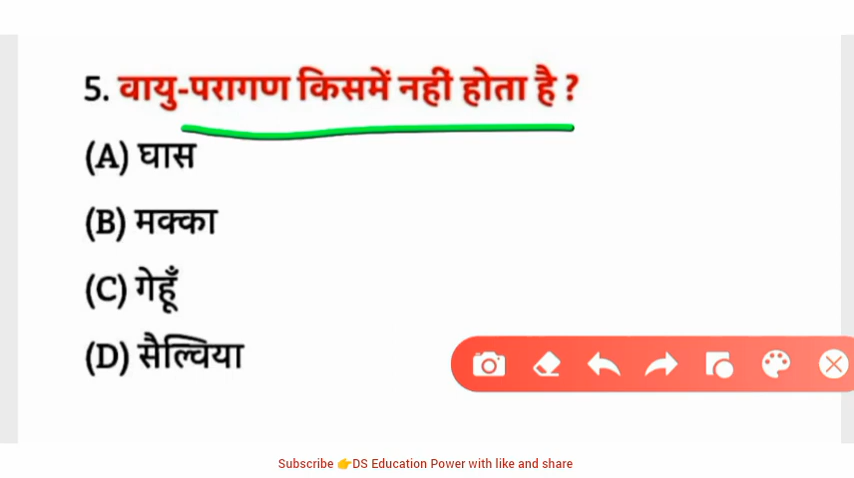 5. वायु-परागण किसमें नहीं होता है ?
(A) घास
(B) मक्का
(C) गेहूँ
(D) सैल्विया
Subscribe 👉DS Education Power with like and share